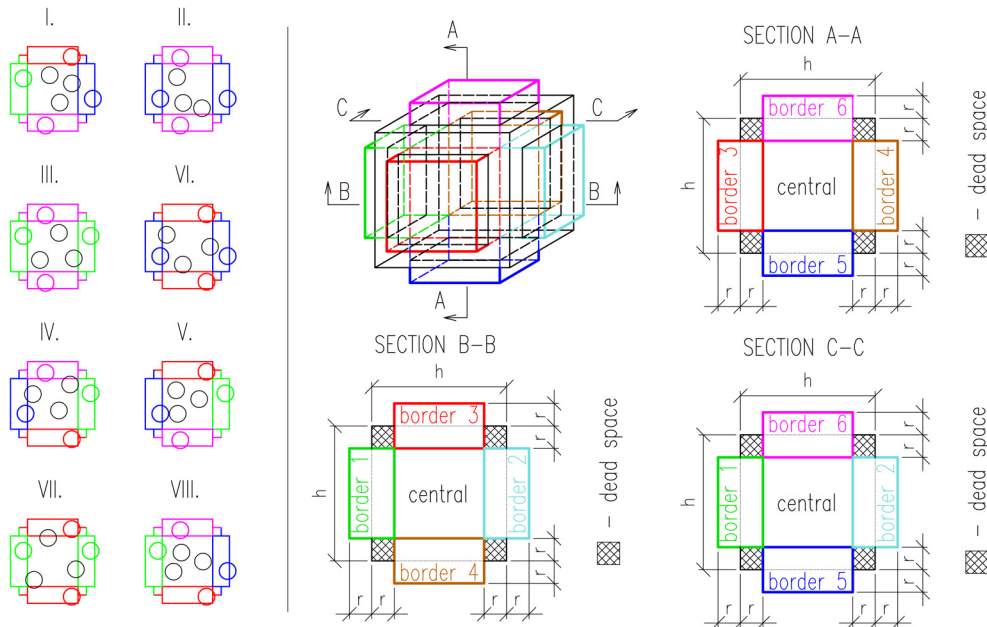 I.
II.
III.
VI.
IV.
V.
VII.
VIII.
A
C
C
B
B
A
SECTION A-A
h
border 6
r
r
h
border 3
central
border 4
border 5
r
r
r r
r r
- dead space
SECTION B-B
h
border 3
r
r
h
border 1
central
border 2
border 4
r
r
r r
r r
- dead space
SECTION C-C
h
border 6
r
r
h
border 1
central
border 2
border 5
r
r
r r
r r
- dead space